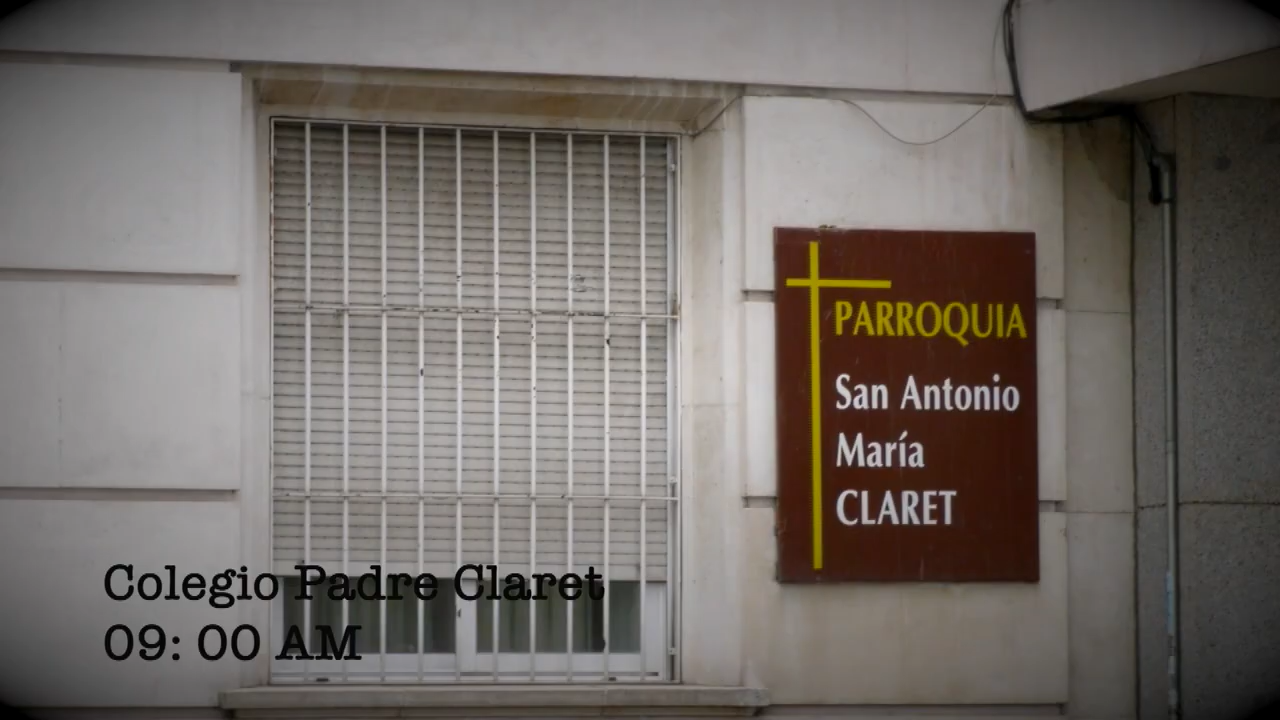 PARROQUIA
San Antonio
María
CLARET
Colegio Padre Claret
09: 00 AM